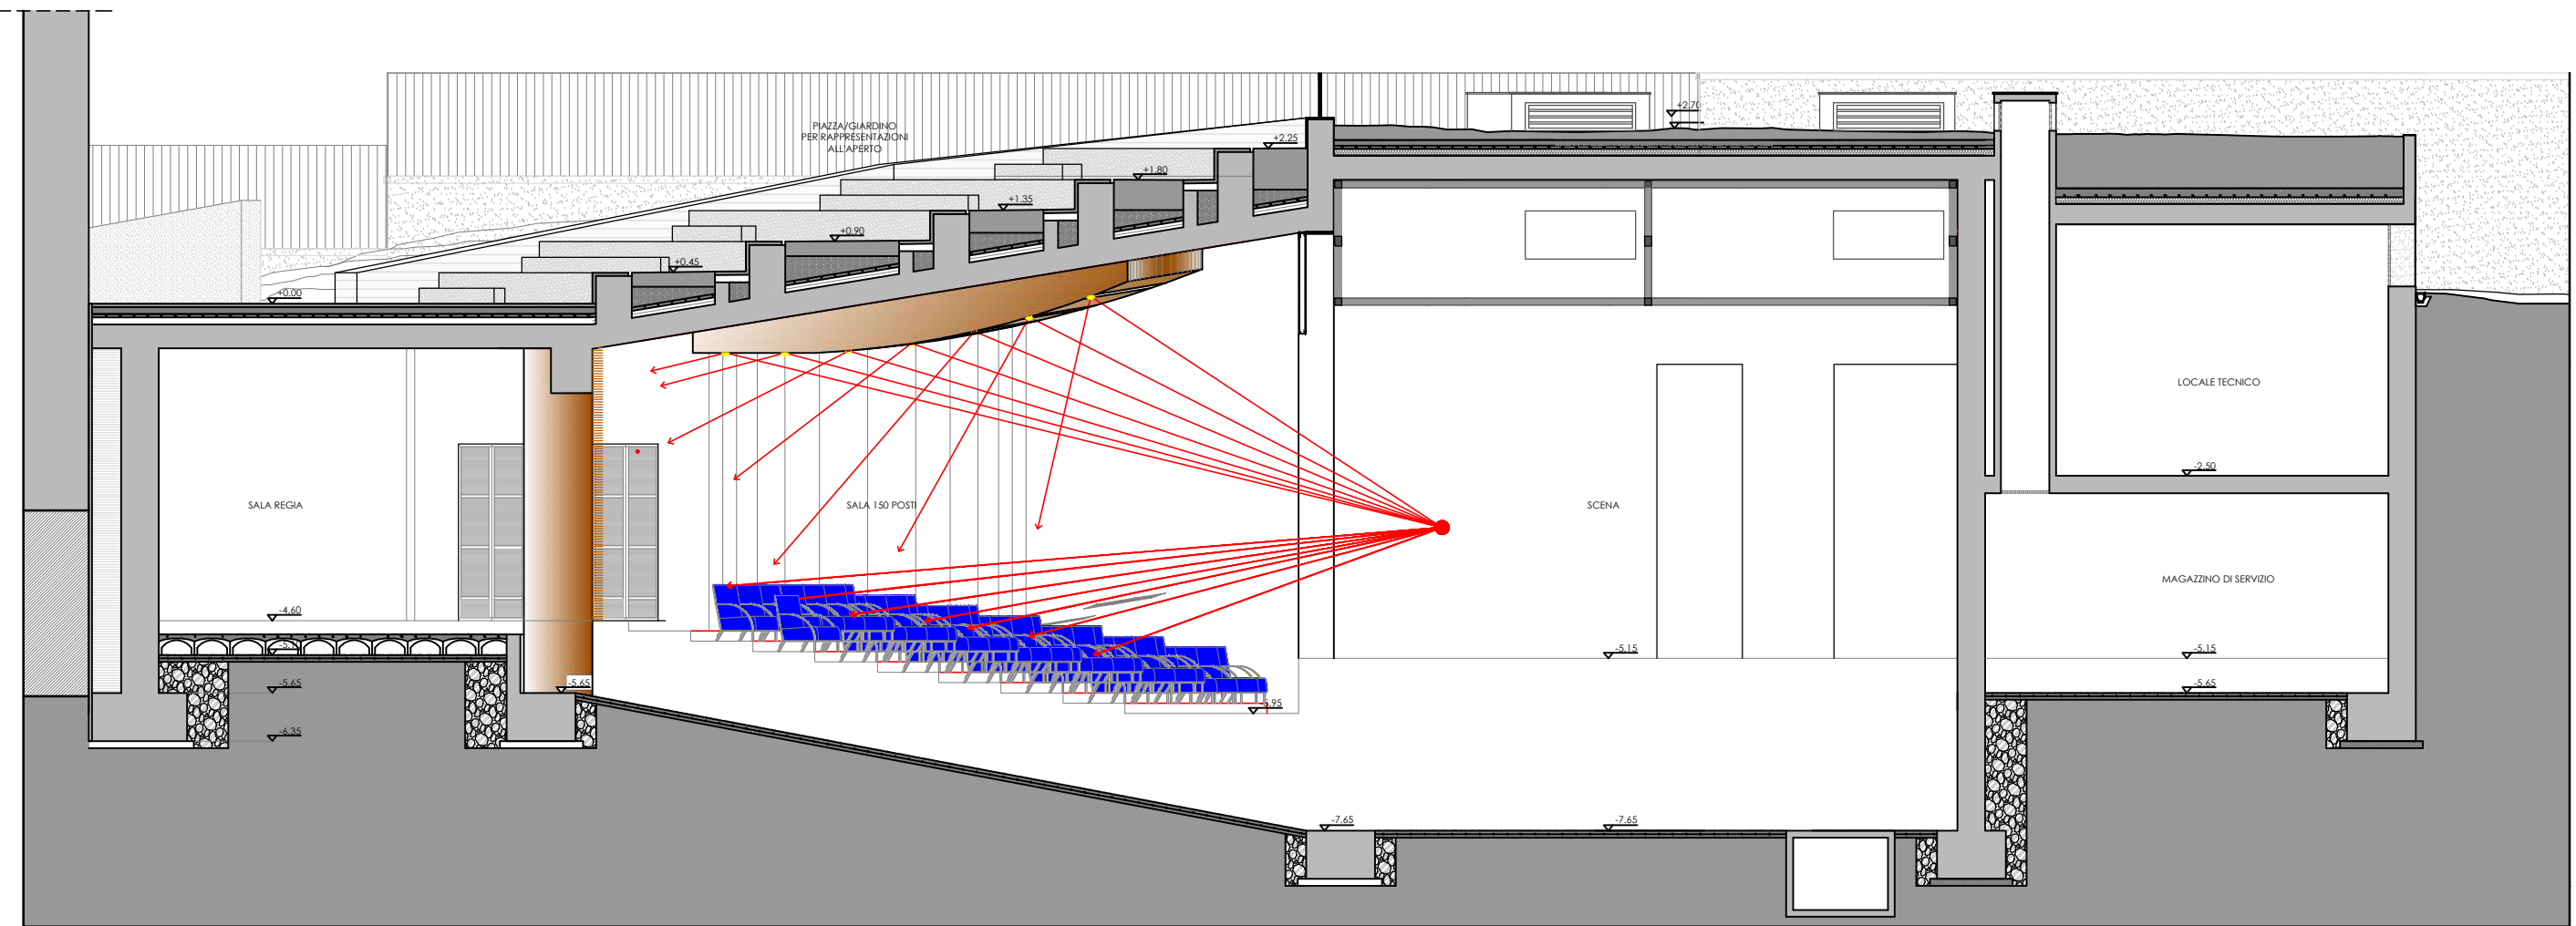 PIAZZA/GIARDINO
PER RAPPRESENTAZIONI
ALL'APERTO
+2.70
+2.25
+1.80
+1.35
+0.90
+0.45
+0.00
LOCALE TECNICO
-2.50
SALA REGIA
SALA 150 POSTI
SCENA
MAGAZZINO DI SERVIZIO
-4.60
-5.15
-5.15
-5.65
-5.65
-5.65
-5.95
-6.35
-7.65
-7.65